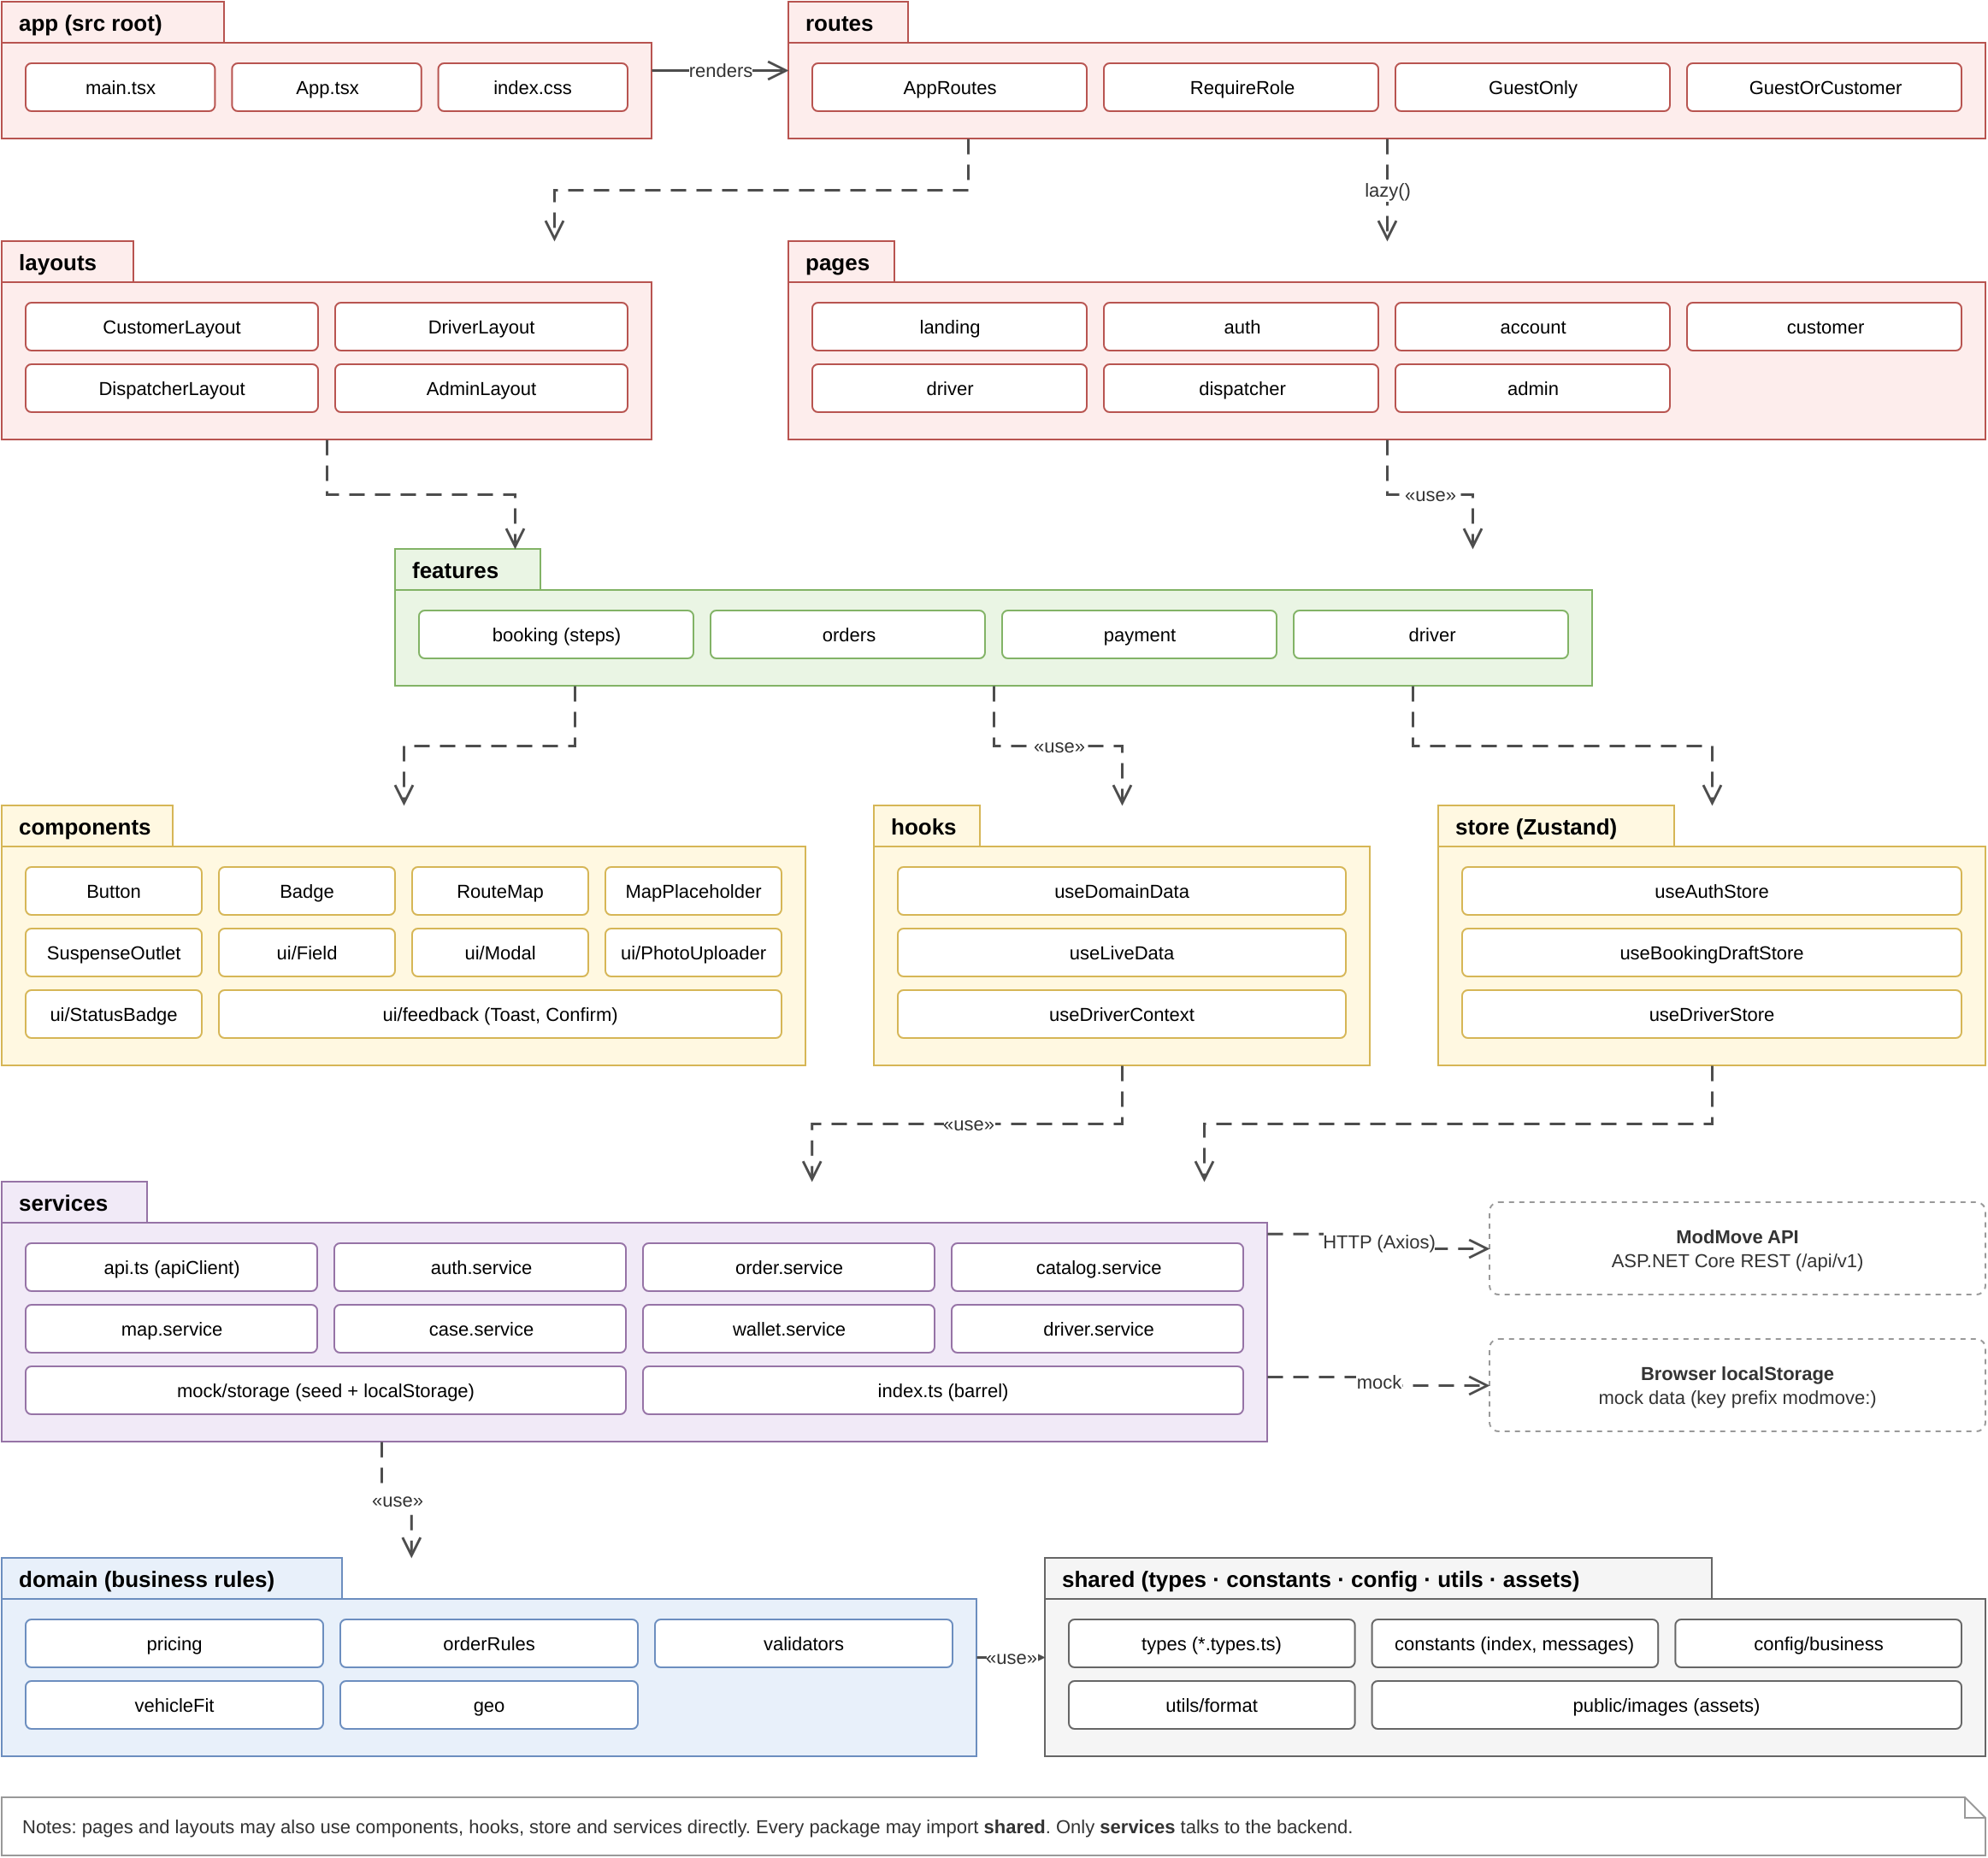 app (src root)
main.tsx
App.tsx
index.css
renders
routes
AppRoutes
RequireRole
GuestOnly
GuestOrCustomer
lazy()
layouts
CustomerLayout
DriverLayout
DispatcherLayout
AdminLayout
pages
landing
auth
account
customer
driver
dispatcher
admin
«use»
features
booking (steps)
orders
payment
driver
«use»
components
Button
Badge
RouteMap
MapPlaceholder
SuspenseOutlet
ui/Field
ui/Modal
ui/PhotoUploader
ui/StatusBadge
ui/feedback (Toast, Confirm)
hooks
useDomainData
useLiveData
useDriverContext
store (Zustand)
useAuthStore
useBookingDraftStore
useDriverStore
«use»
services
api.ts (apiClient)
auth.service
order.service
catalog.service
map.service
case.service
wallet.service
driver.service
mock/storage (seed + localStorage)
index.ts (barrel)
HTTP (Axios)
ModMove API
ASP.NET Core REST (/api/v1)
mock
Browser localStorage
mock data (key prefix modmove:)
«use»
domain (business rules)
pricing
orderRules
validators
vehicleFit
geo
«use»
shared (types · constants · config · utils · assets)
types (*.types.ts)
constants (index, messages)
config/business
utils/format
public/images (assets)
Notes: pages and layouts may also use components, hooks, store and services directly. Every package may import shared. Only services talks to the backend.